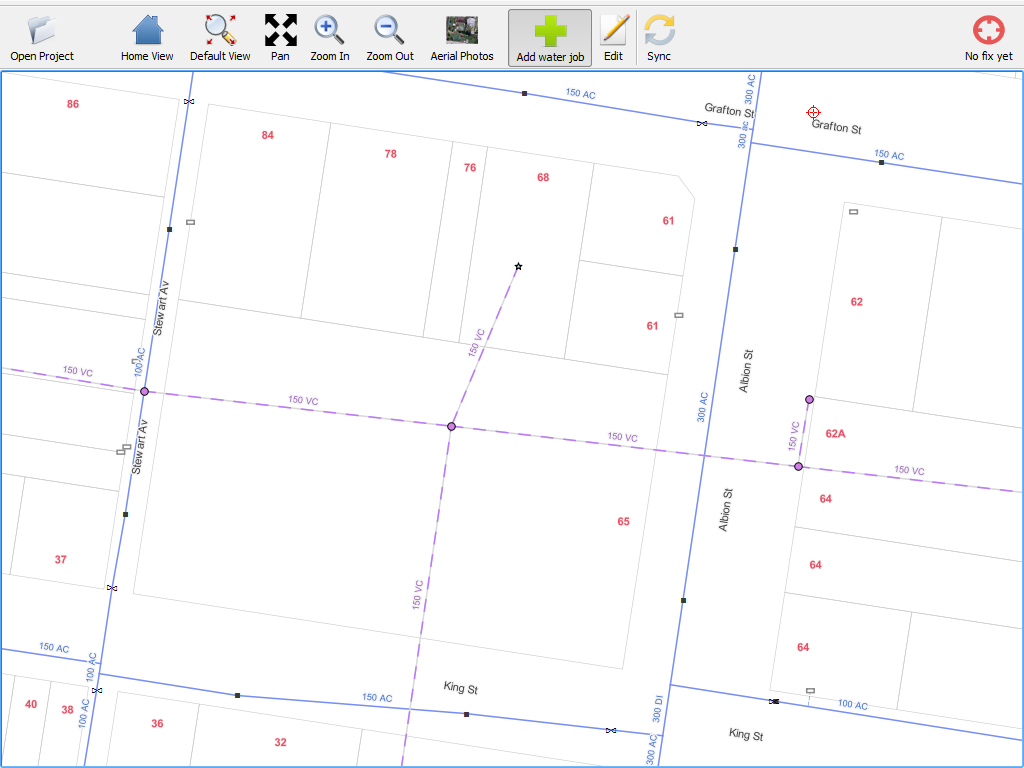 Open Project
Home View
Default View
Pan
Zoom In
Zoom Out
Aerial Photos
Add water job
Edit
Sync
No fix yet
86
150 AC
300 AC
Grafton St
Grafton St
300 ac
84
78
76
68
150 AC
61
62
61
Stewart Av
100 AC
150 VC
150 VC
150 VC
Albion St
300 AC
150 VC
150 VC
62A
150 VC
Stewart Av
64
Albion St
65
37
64
150 VC
64
150 AC
100 AC
King St
150 AC
100 AC
40
38
100 AC
36
32
300 DI
300 AC
King St